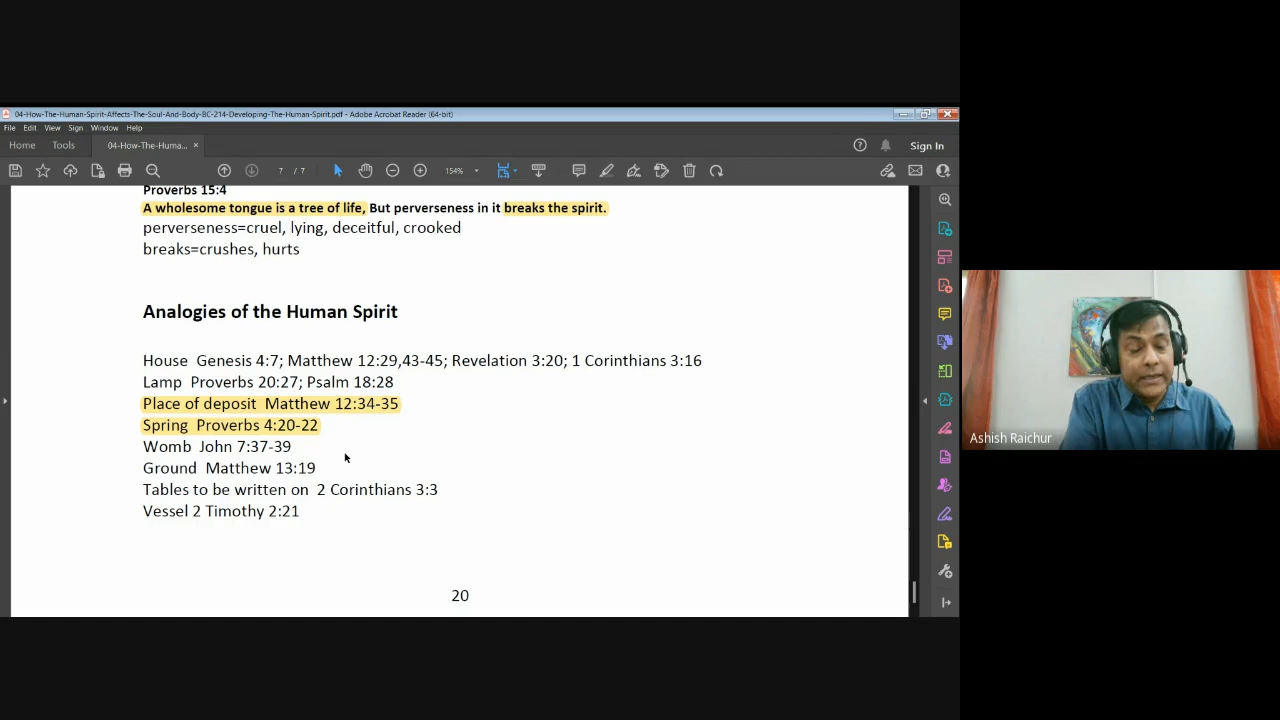 04-How-The-Human-Spirit-Affects-The-Soul-And-Body-BC-214-Developing-The-Human-Spirit.pdf - Adobe Acrobat Reader (64-bit)
File Edit View Sign Window Help
Home Tools 04-How-The-Huma... × Sign In
7 / 7 154%
Proverbs 15:4
A wholesome tongue is a tree of life, But perverseness in it breaks the spirit.
perverseness=cruel, lying, deceitful, crooked
breaks=crushes, hurts
Analogies of the Human Spirit
House Genesis 4:7; Matthew 12:29,43-45; Revelation 3:20; 1 Corinthians 3:16
Lamp Proverbs 20:27; Psalm 18:28
Place of deposit Matthew 12:34-35
Spring Proverbs 4:20-22
Womb John 7:37-39
Ground Matthew 13:19
Tables to be written on 2 Corinthians 3:3
Vessel 2 Timothy 2:21
20
Ashish Raichur